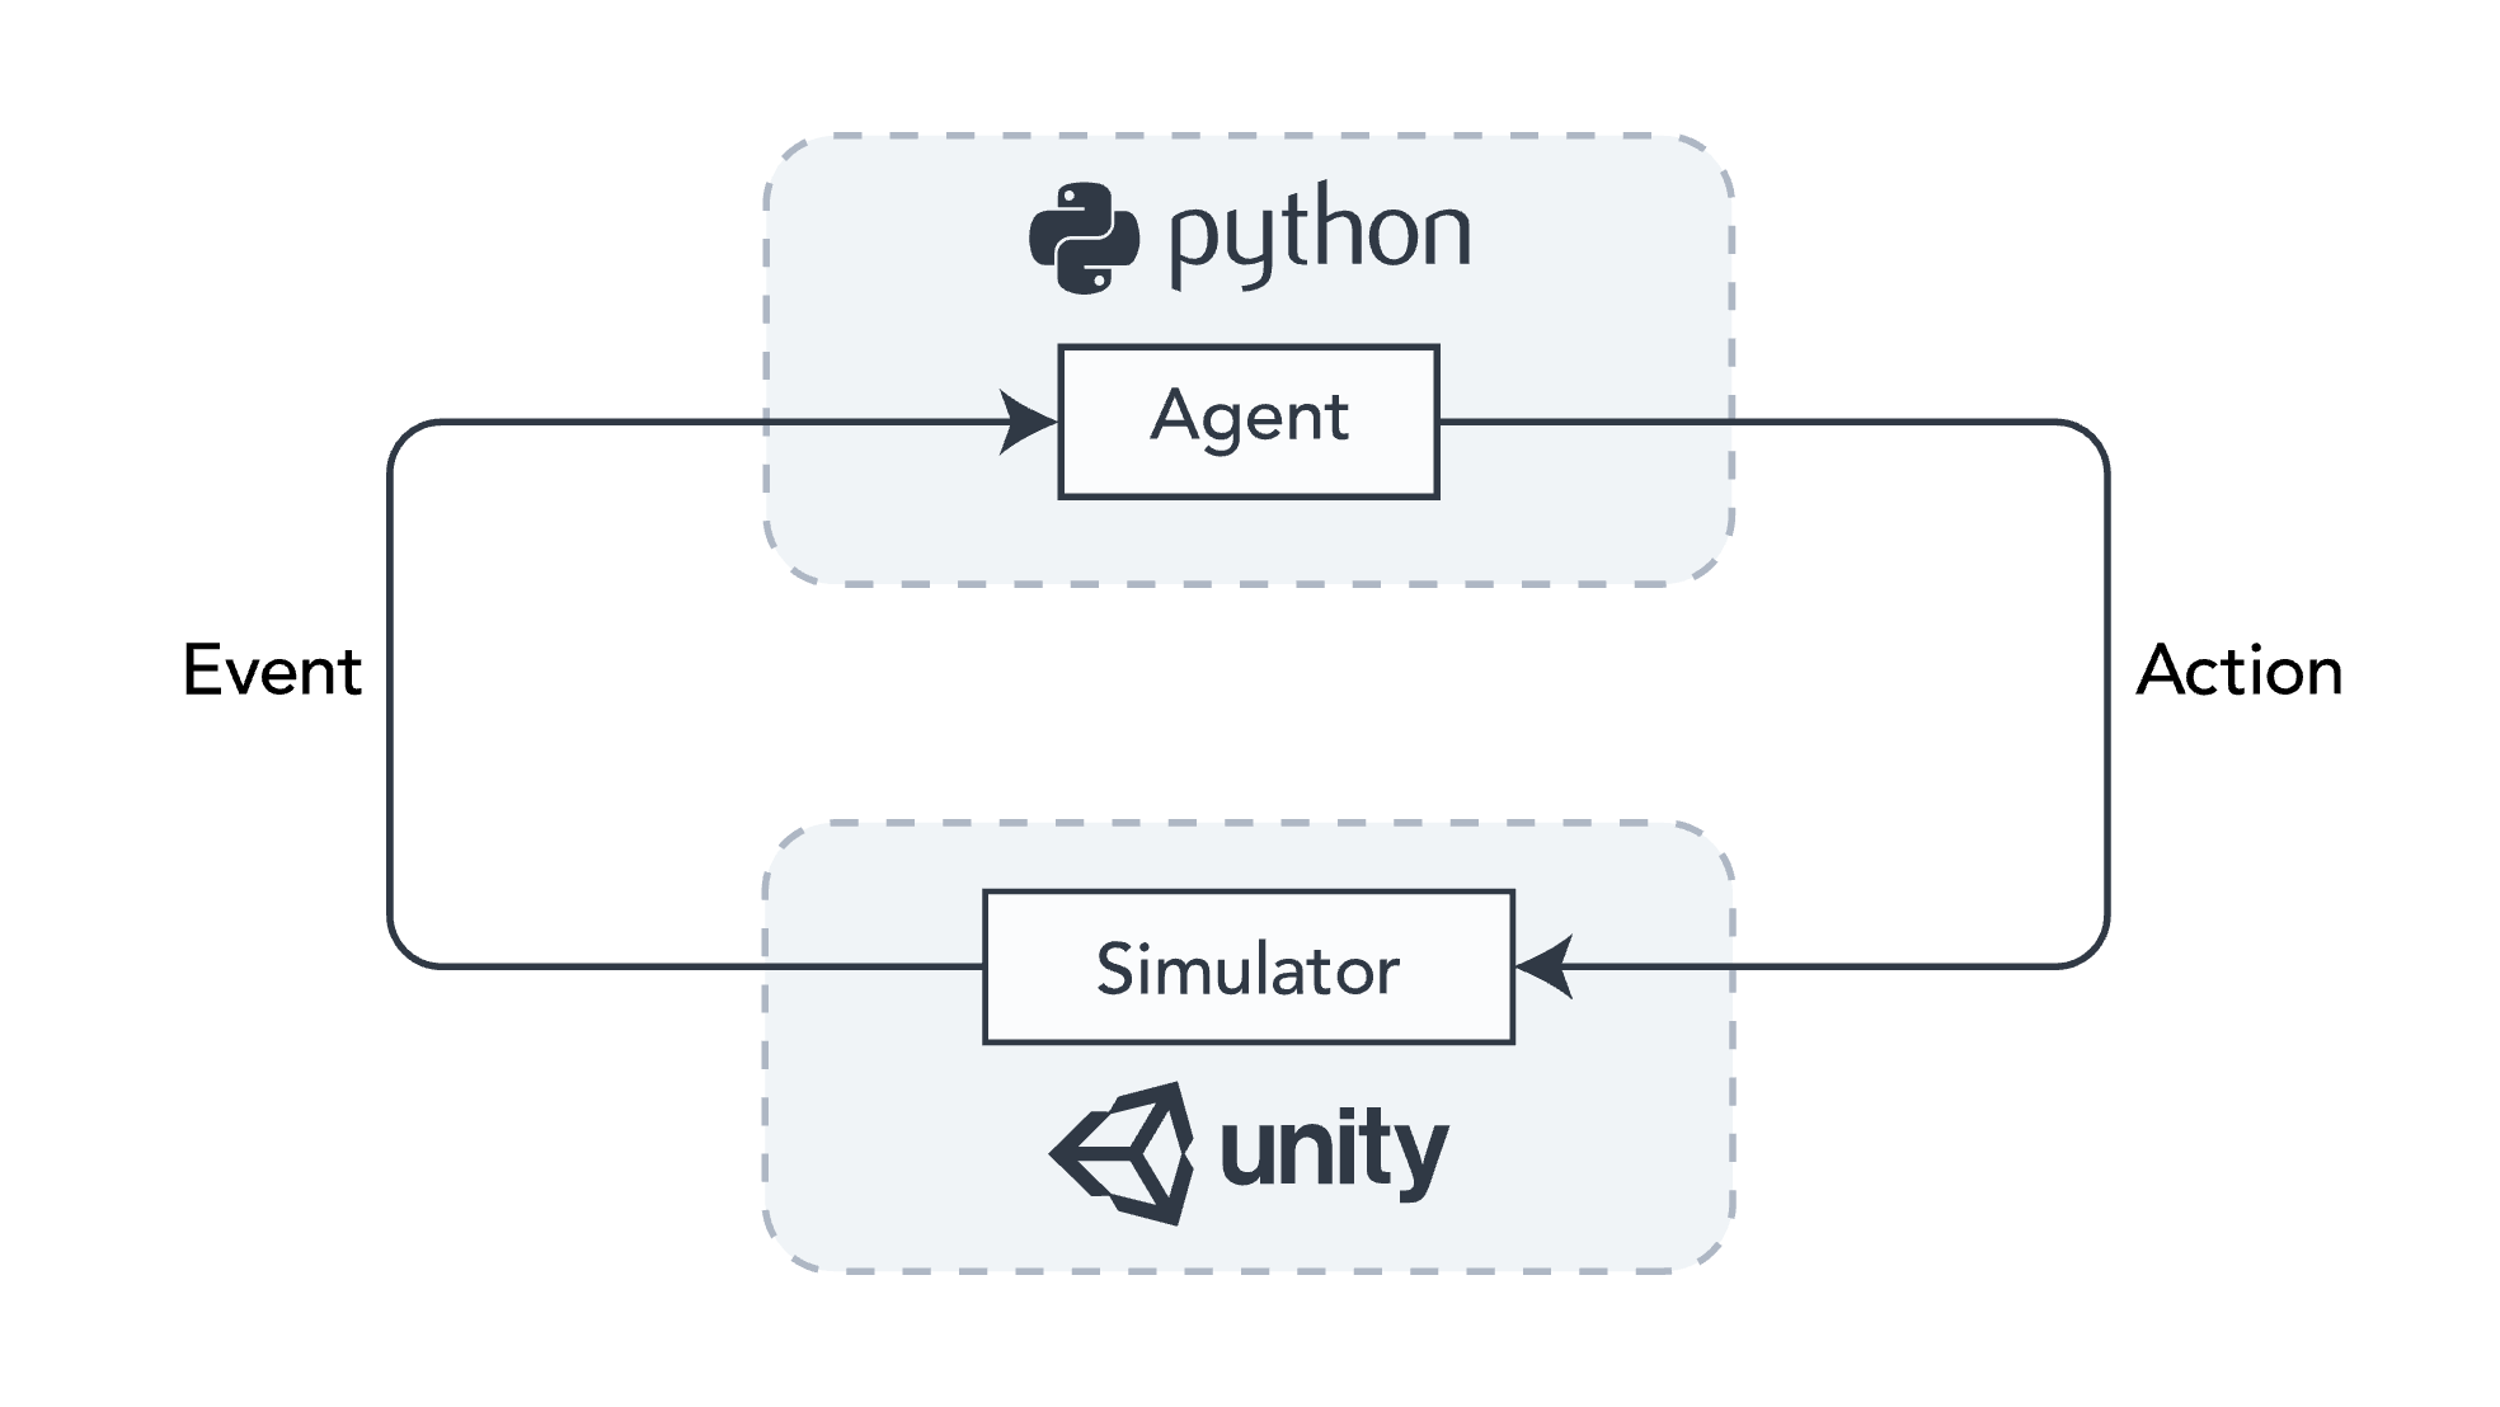 python
Agent
Event
Action
Simulator
unity